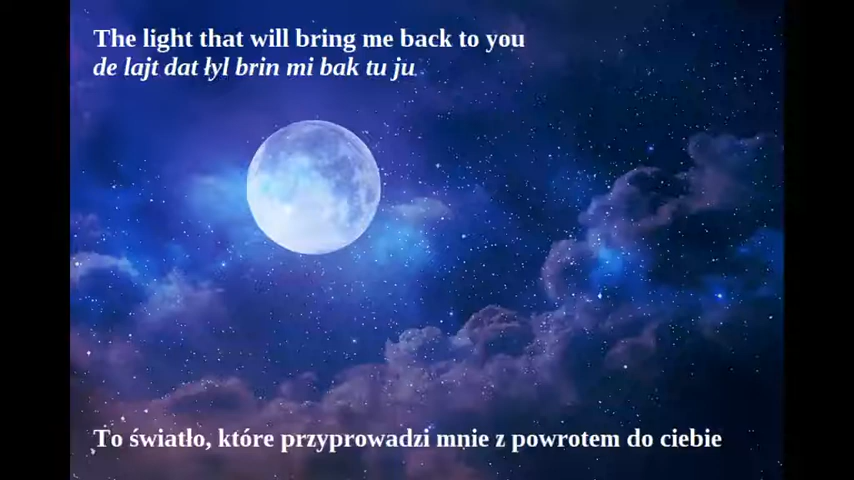 The light that will bring me back to you
de lajt dat łyl brin mi bak tu ju
To światło, które przyprowadzi mnie z powrotem do ciebie